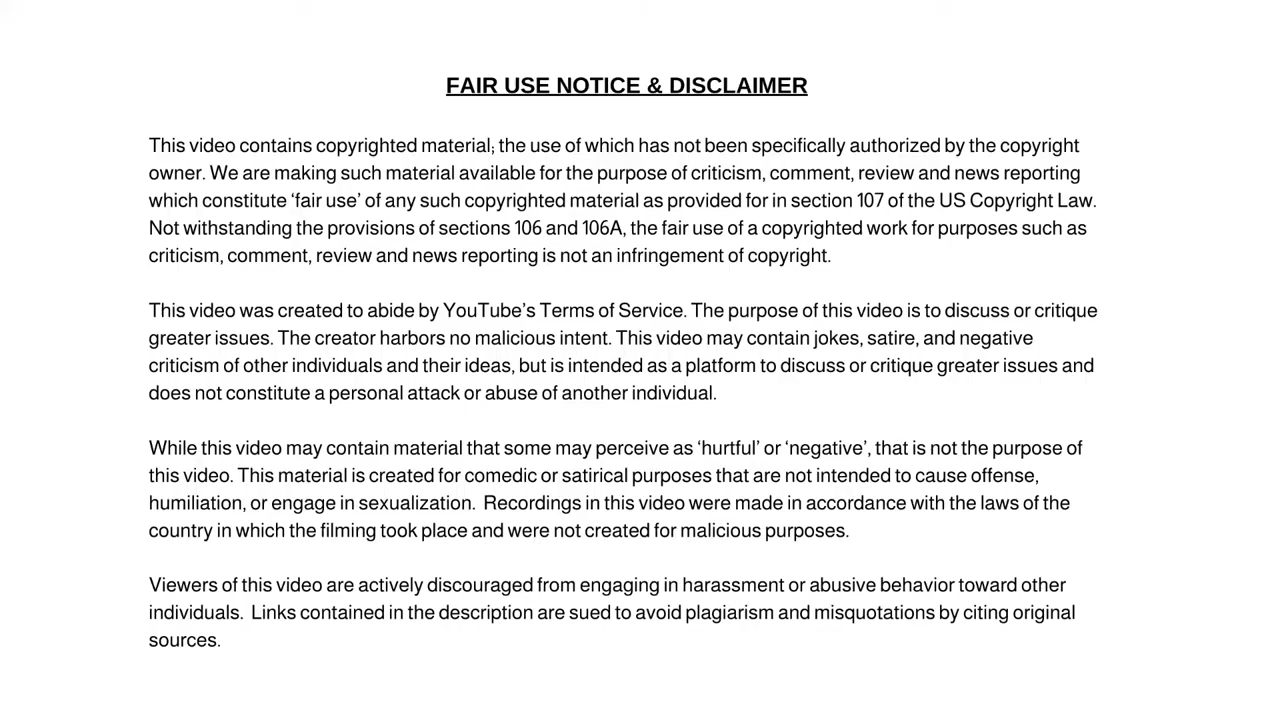 FAIR USE NOTICE & DISCLAIMER
This video contains copyrighted material; the use of which has not been specifically authorized by the copyright
owner. We are making such material available for the purpose of criticism, comment, review and news reporting
which constitute ‘fair use’ of any such copyrighted material as provided for in section 107 of the US Copyright Law.
Not withstanding the provisions of sections 106 and 106A, the fair use of a copyrighted work for purposes such as
criticism, comment, review and news reporting is not an infringement of copyright.
This video was created to abide by YouTube’s Terms of Service. The purpose of this video is to discuss or critique
greater issues. The creator harbors no malicious intent. This video may contain jokes, satire, and negative
criticism of other individuals and their ideas, but is intended as a platform to discuss or critique greater issues and
does not constitute a personal attack or abuse of another individual.
While this video may contain material that some may perceive as ‘hurtful’ or ‘negative’, that is not the purpose of
this video. This material is created for comedic or satirical purposes that are not intended to cause offense,
humiliation, or engage in sexualization.  Recordings in this video were made in accordance with the laws of the
country in which the filming took place and were not created for malicious purposes.
Viewers of this video are actively discouraged from engaging in harassment or abusive behavior toward other
individuals.  Links contained in the description are sued to avoid plagiarism and misquotations by citing original
sources.